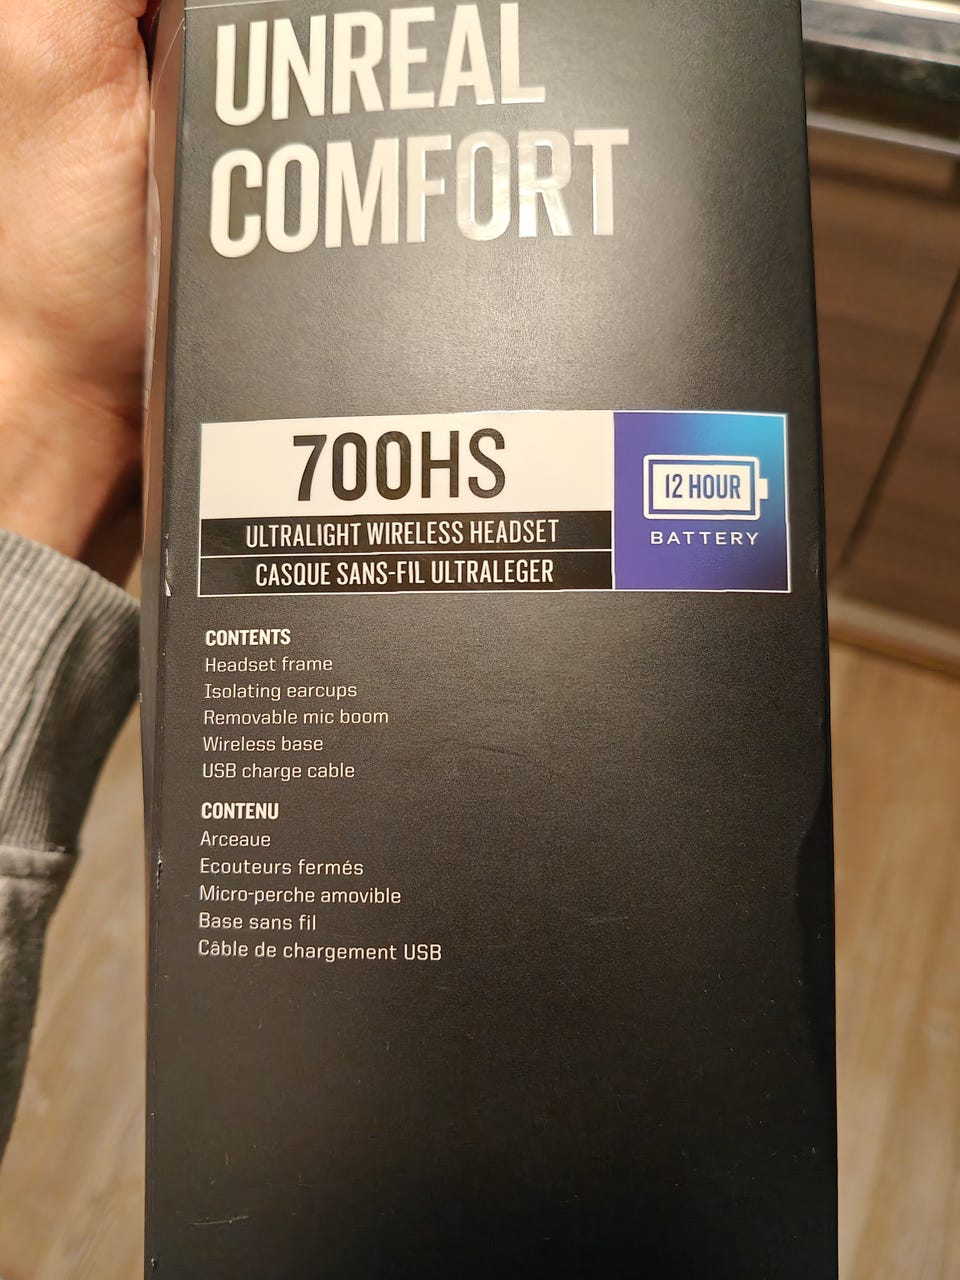 UNREAL
COMFORT
700HS
ULTRALIGHT WIRELESS HEADSET
CASQUE SANS-FIL ULTRALEGER
12 HOUR
BATTERY
CONTENTS
Headset frame
Isolating earcups
Removable mic boom
Wireless base
USB charge cable
CONTENU
Arceaue
Ecouteurs fermés
Micro-perche amovible
Base sans fil
Câble de chargement USB